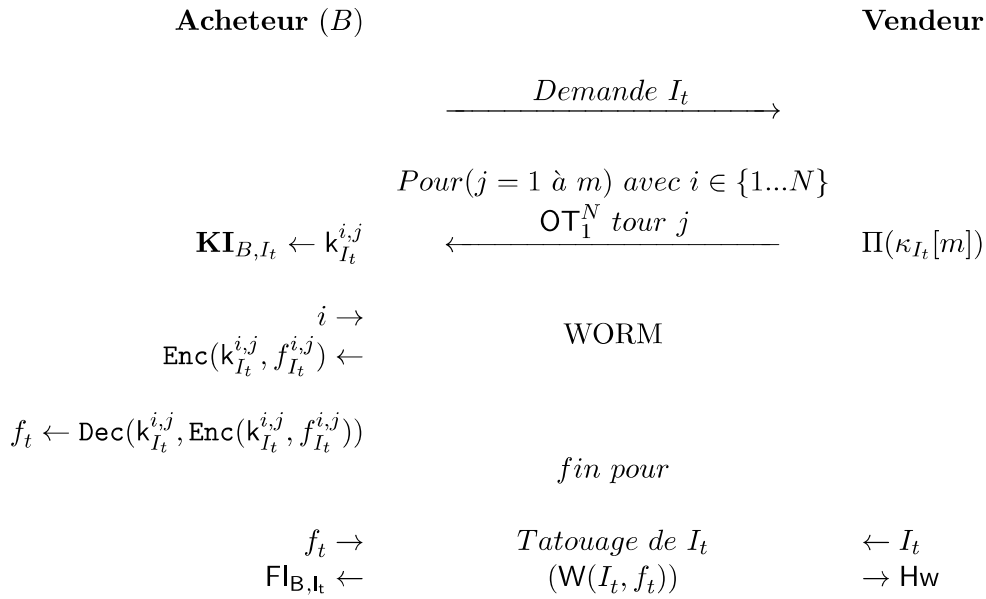 Acheteur (B) Vendeur
Demande I_t
Pour(j = 1 à m) avec i ∈ {1...N}
OT_1^N tour j
KI_{B,I_t} ← k_{I_t}^{i,j} Π(κ_{I_t}[m])
i →
WORM
Enc(k_{I_t}^{i,j}, f_{I_t}^{i,j}) ←
f_t ← Dec(k_{I_t}^{i,j}, Enc(k_{I_t}^{i,j}, f_{I_t}^{i,j}))
fin pour
f_t → Tatouage de I_t ← I_t
FI_{B,I_t} ← (W(I_t, f_t)) → Hw